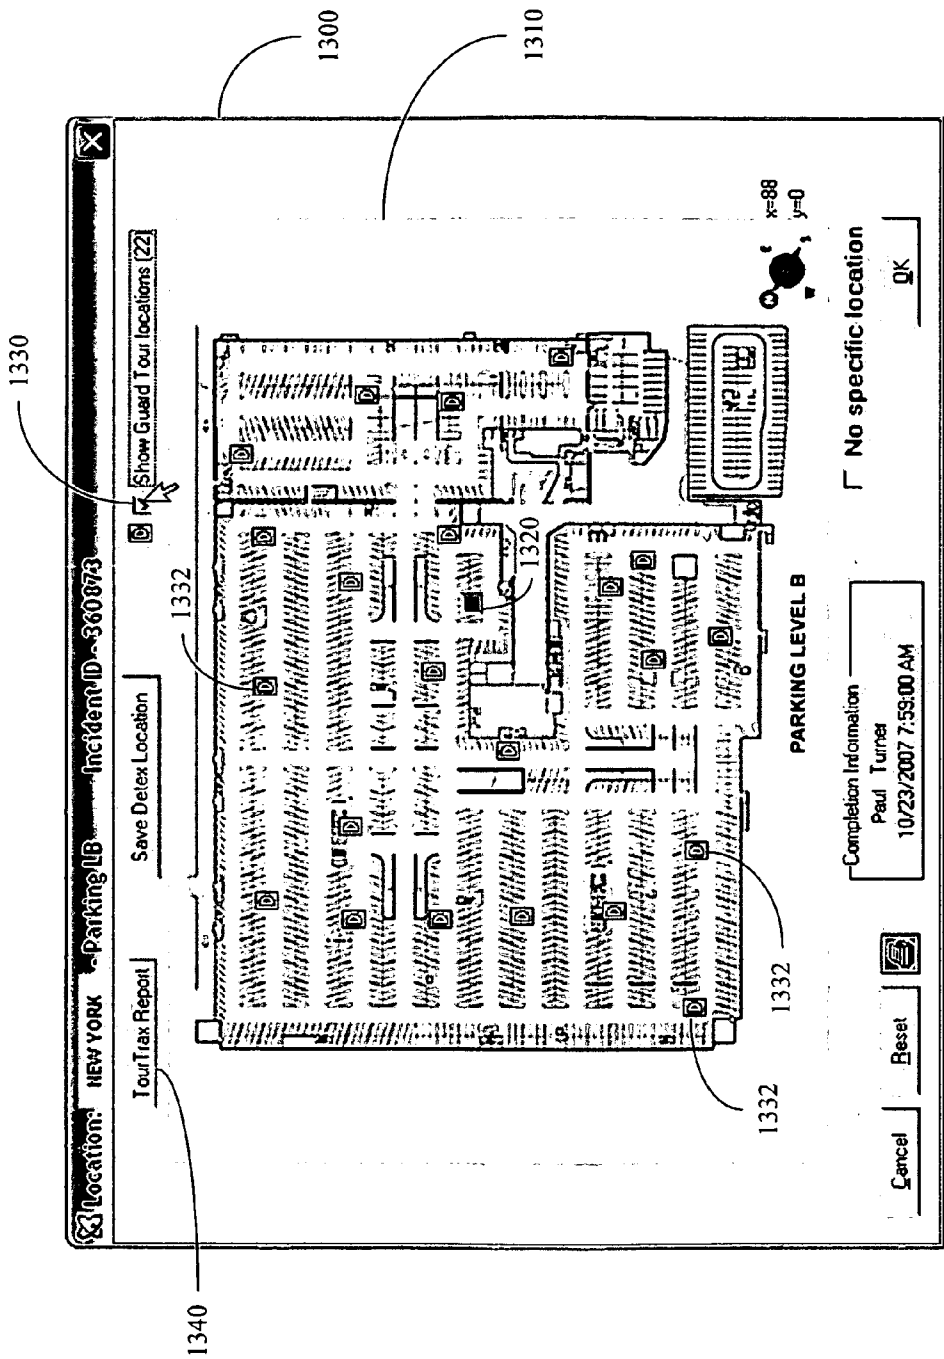 Location: NEW YORK - Parking LB Incident ID - 360873
TourTrax Report
Save Detex Location
Show Guard Tour locations (22)
1300
1310
1330
1332
1320
1332
1332
1340
PARKING LEVEL B
x=88
y=0
N
No specific location
Completion Information
Paul Turner
10/23/2007 7:59:00 AM
Cancel
Reset
OK